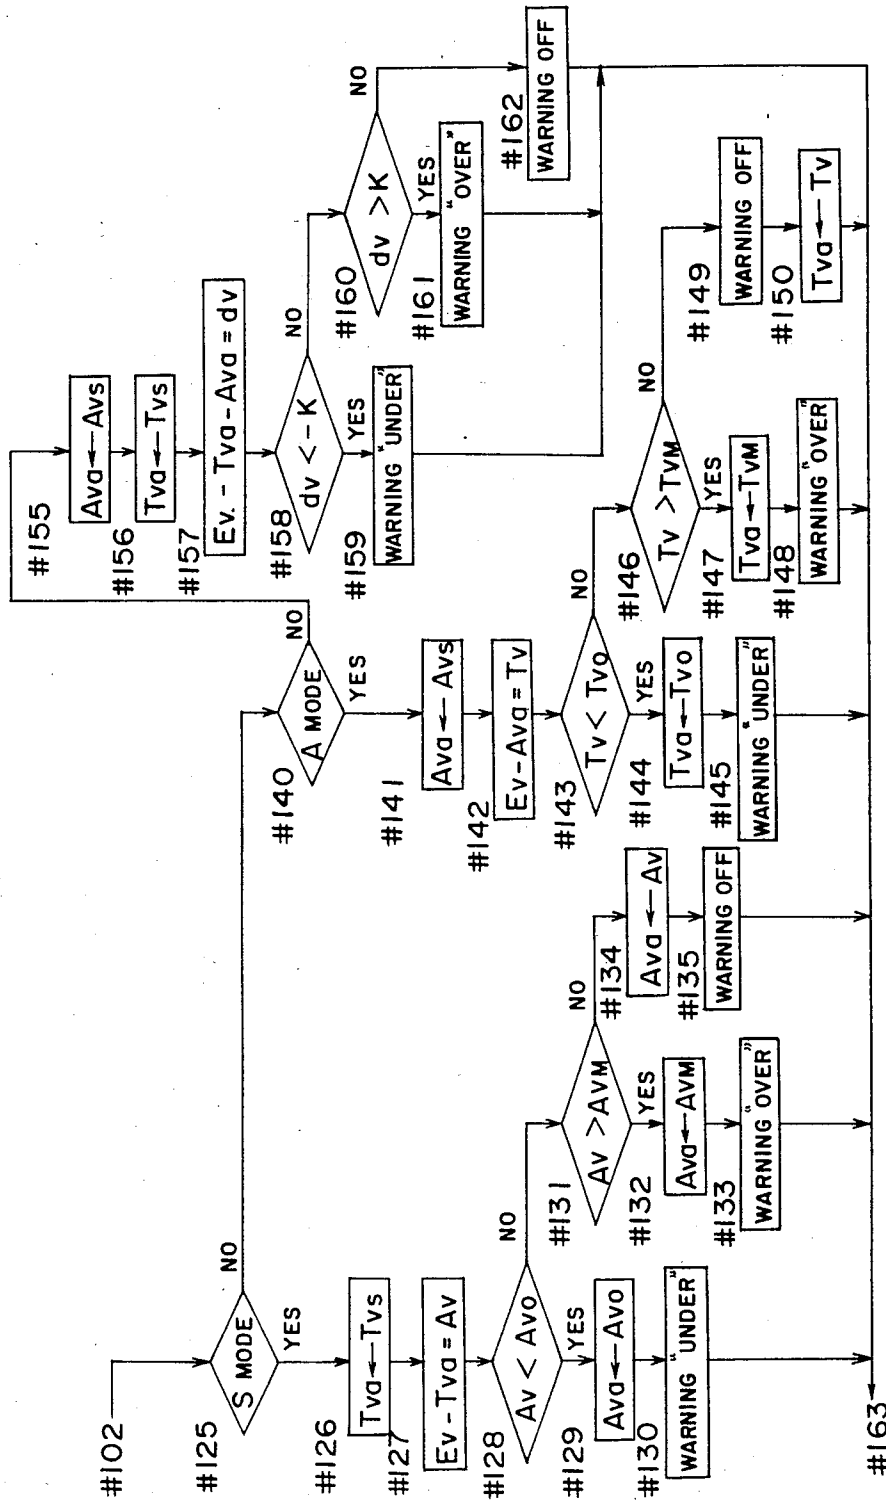 #102
#125
S MODE
NO
YES
#126
Tva ← Tvs
#127
Ev - Tva = Av
#128
Av < Avo
NO
YES
#129
Ava ← Avo
#130
WARNING "UNDER"
#131
Av > AVM
NO
YES
#132
Ava ← AVM
#133
WARNING "OVER"
#134
Ava ← Av
#135
WARNING OFF
#140
A MODE
NO
YES
#141
Ava ← Avs
#142
Ev - Ava = Tv
#143
Tv < Tvo
NO
YES
#144
Tva ← Tvo
#145
WARNING "UNDER"
#146
Tv > TVM
NO
YES
#147
Tva ← TVM
#148
WARNING "OVER"
#149
WARNING OFF
#150
Tva ← Tv
#155
Ava ← Avs
#156
Tva ← Tvs
#157
Ev. - Tva - Ava = dv
#158
dv < -K
NO
YES
#159
WARNING "UNDER"
#160
dv > K
NO
YES
#161
WARNING "OVER"
#162
WARNING OFF
#163